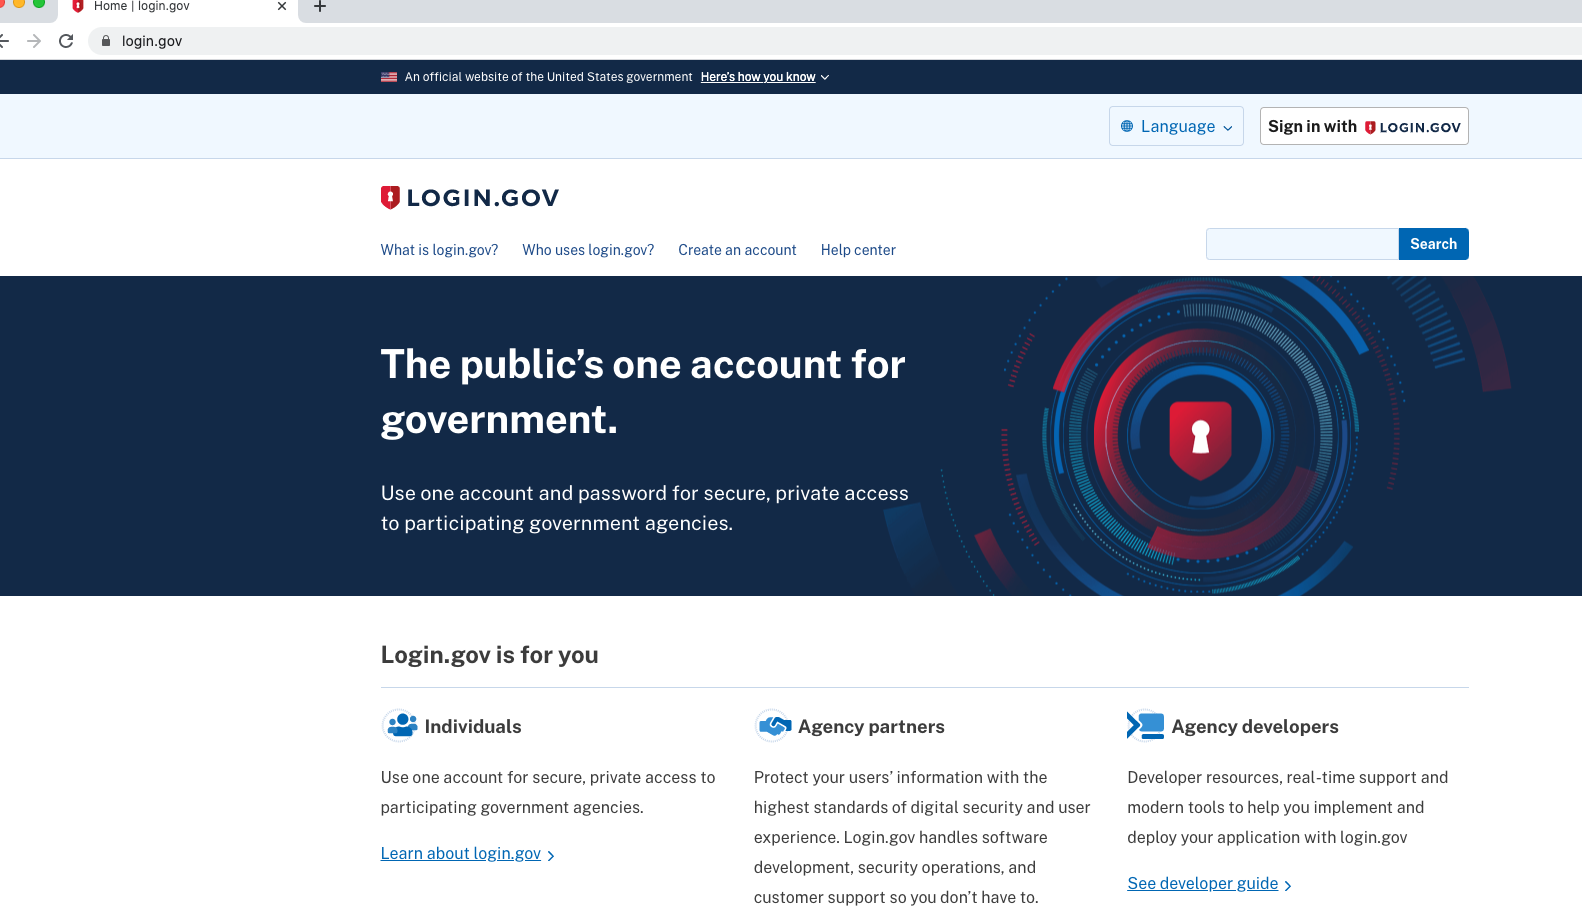 Home | login.gov
login.gov
An official website of the United States government Here's how you know
Language
Sign in with LOGIN.GOV
LOGIN.GOV
What is login.gov? Who uses login.gov? Create an account Help center
Search
The public’s one account for
government.
Use one account and password for secure, private access
to participating government agencies.
Login.gov is for you
Individuals
Use one account for secure, private access to
participating government agencies.
Learn about login.gov
Agency partners
Protect your users’ information with the
highest standards of digital security and user
experience. Login.gov handles software
development, security operations, and
customer support so you don’t have to.
Agency developers
Developer resources, real-time support and
modern tools to help you implement and
deploy your application with login.gov
See developer guide